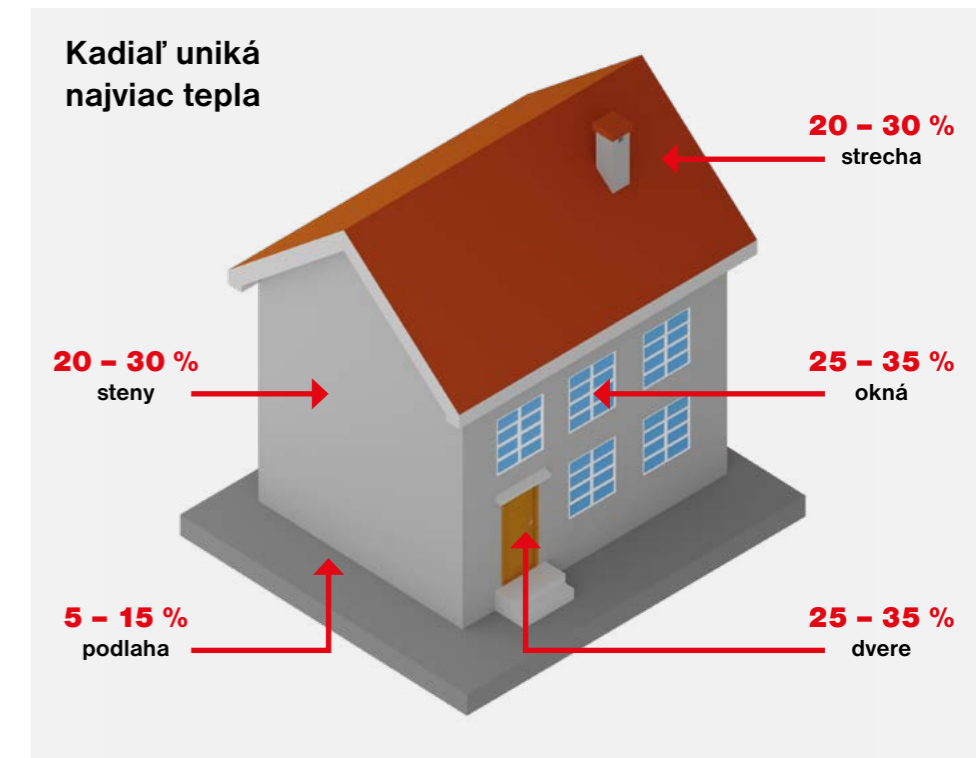 Kadiaľ uniká
najviac tepla
20 – 30 %
strecha
20 – 30 %
steny
25 – 35 %
okná
5 – 15 %
podlaha
25 – 35 %
dvere